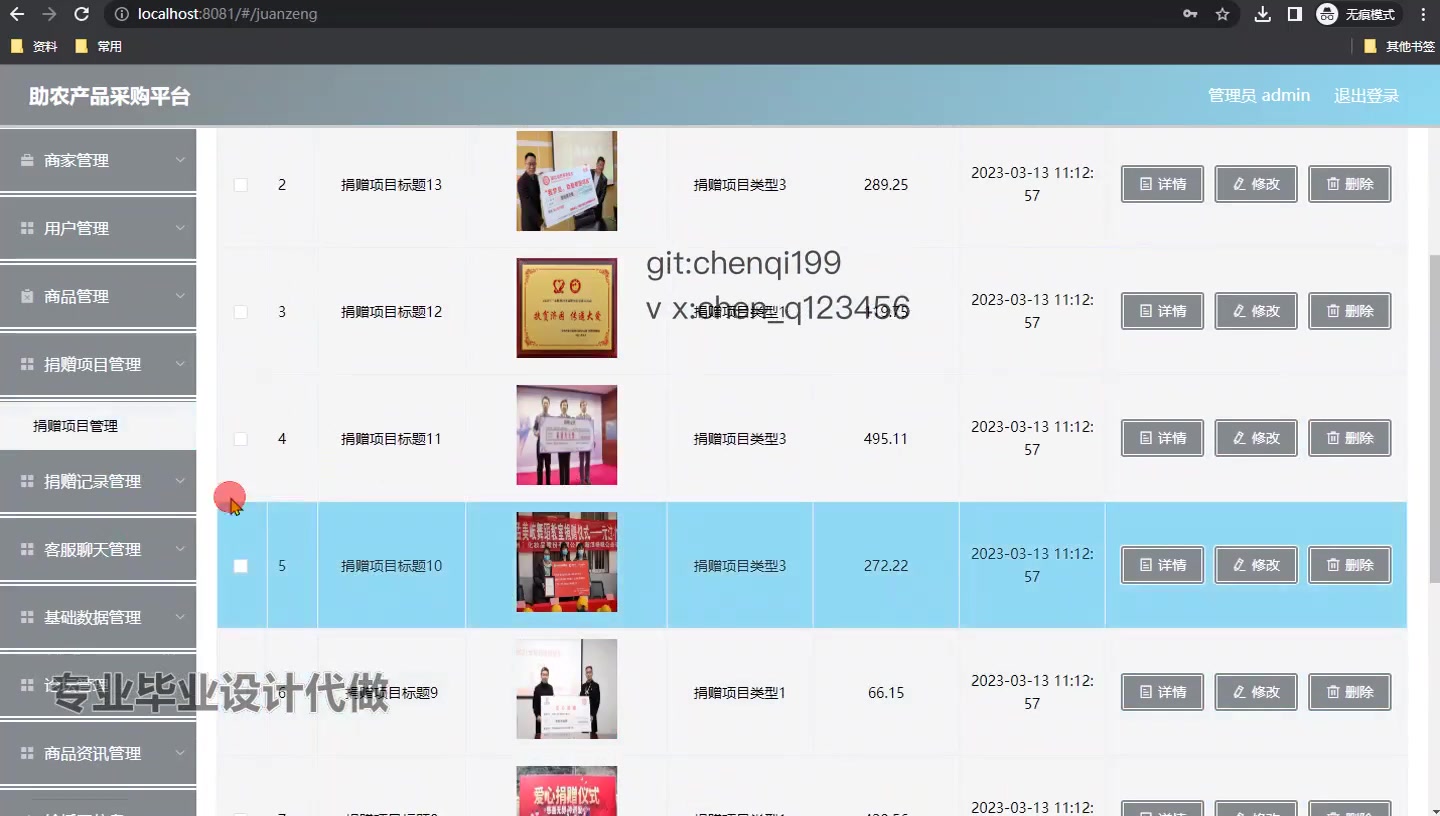 localhost:8081/#/juanzeng
无痕模式
资料
常用
其他书签
助农产品采购平台
管理员 admin
退出登录
商家管理
用户管理
商品管理
捐赠项目管理
捐赠项目管理
捐赠记录管理
客服聊天管理
基础数据管理
商品资讯管理
2
捐赠项目标题13
捐赠项目类型3
289.25
2023-03-13 11:12:
57
详情
修改
删除
git:chenqi199
v x:chen_q123456
3
捐赠项目标题12
扶贫济困 传递大爱
捐赠项目类型1
2023-03-13 11:12:
57
详情
修改
删除
4
捐赠项目标题11
捐赠项目类型3
495.11
2023-03-13 11:12:
57
详情
修改
删除
5
捐赠项目标题10
捐赠项目类型3
272.22
2023-03-13 11:12:
57
详情
修改
删除
专业毕业设计代做
6
捐赠项目标题9
捐赠项目类型1
66.15
2023-03-13 11:12:
57
详情
修改
删除
爱心捐赠仪式
2023-03-13 11:12: